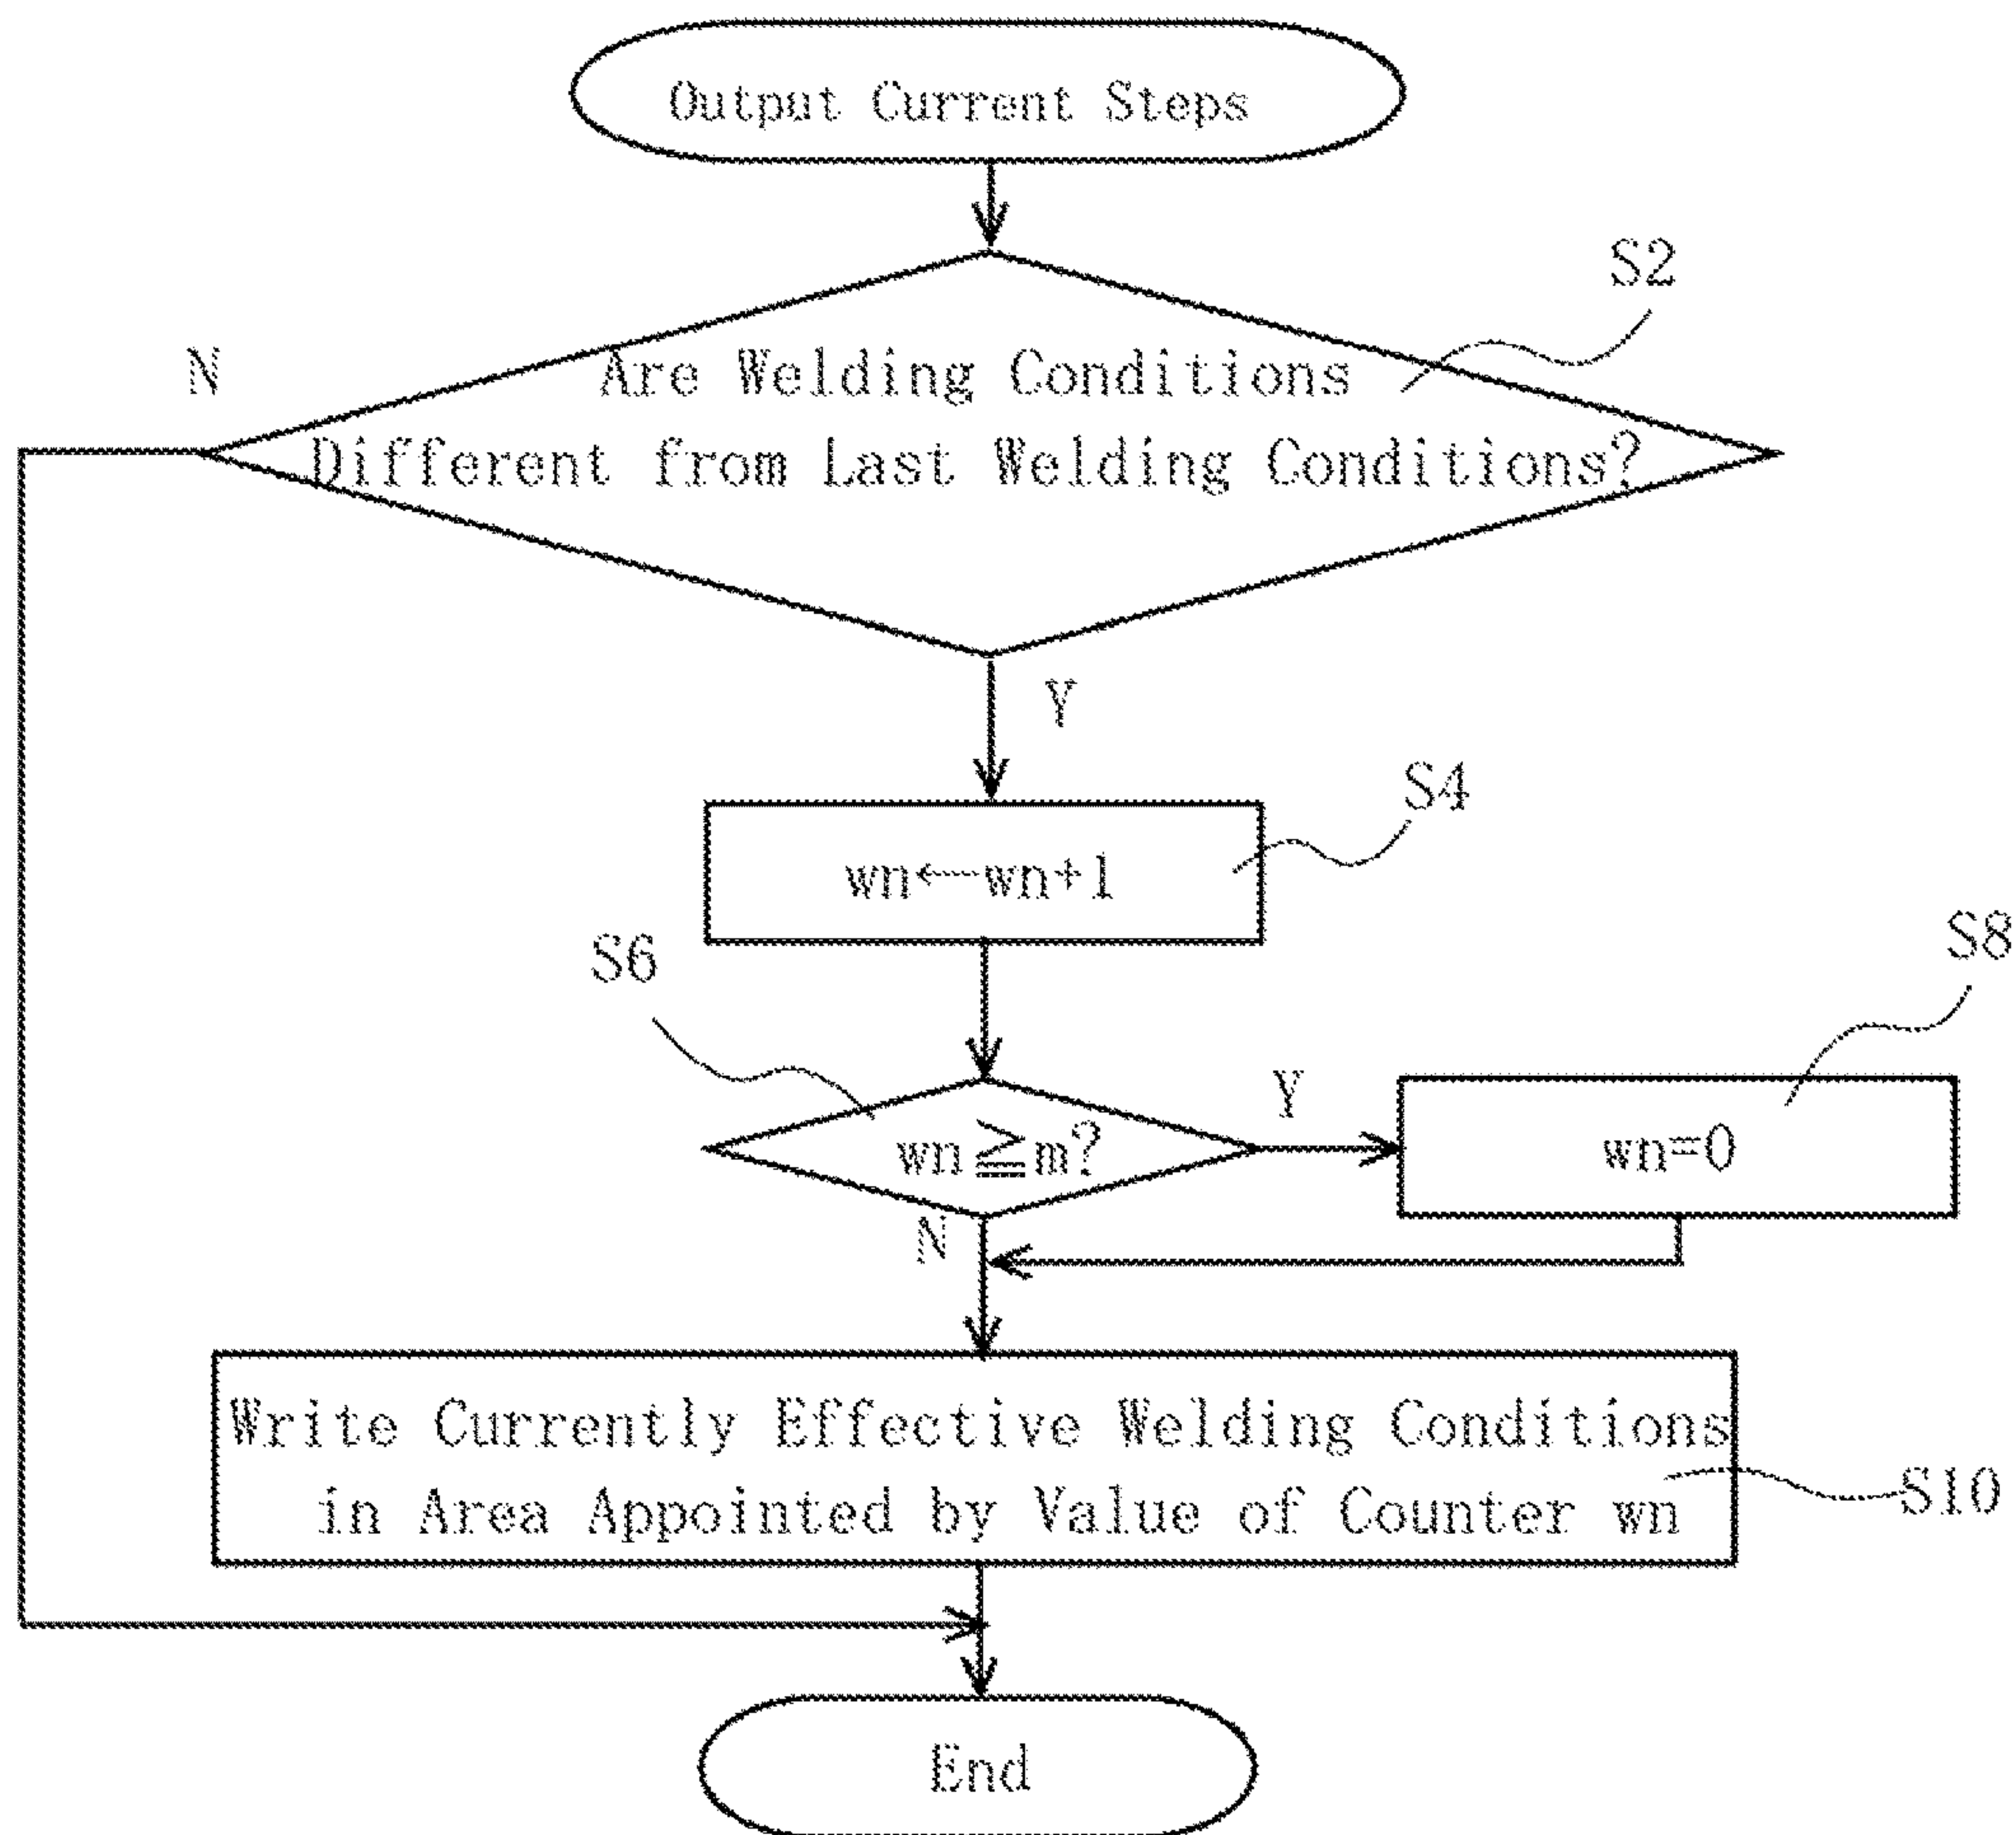 Output Current Steps
S2
N
Are Welding Conditions
Different from Last Welding Conditions?
Y
S4
wn←wn+1
S6
S8
Y
wn≧m?
wn=0
N
Write Currently Effective Welding Conditions
in Area Appointed by Value of Counter wn
S10
End